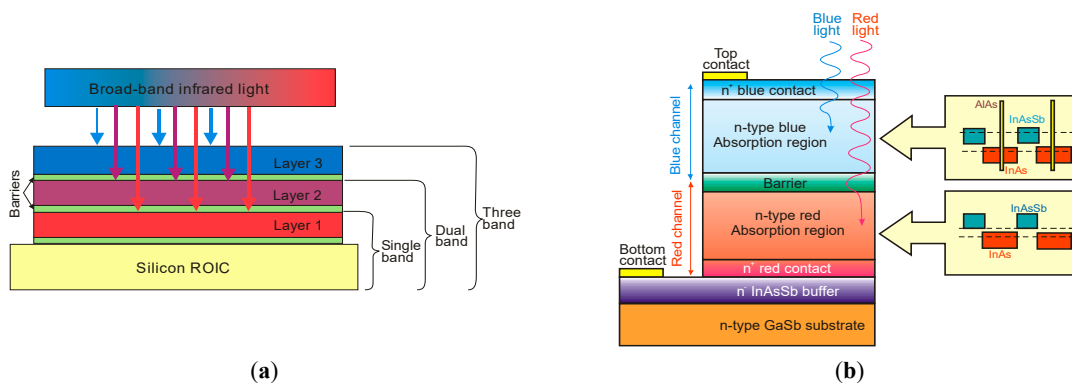 Broad-band infrared light
Barriers
Layer 3
Layer 2
Layer 1
Silicon ROIC
Single
band
Dual
band
Three
band
(a)
Blue
light
Red
light
Top
contact
n+ blue contact
Blue channel
n-type blue
Absorption region
Barrier
Red channel
n-type red
Absorption region
Bottom
contact
n+ red contact
n- InAsSb buffer
n-type GaSb substrate
AlAs
InAsSb
InAs
InAsSb
InAs
(b)